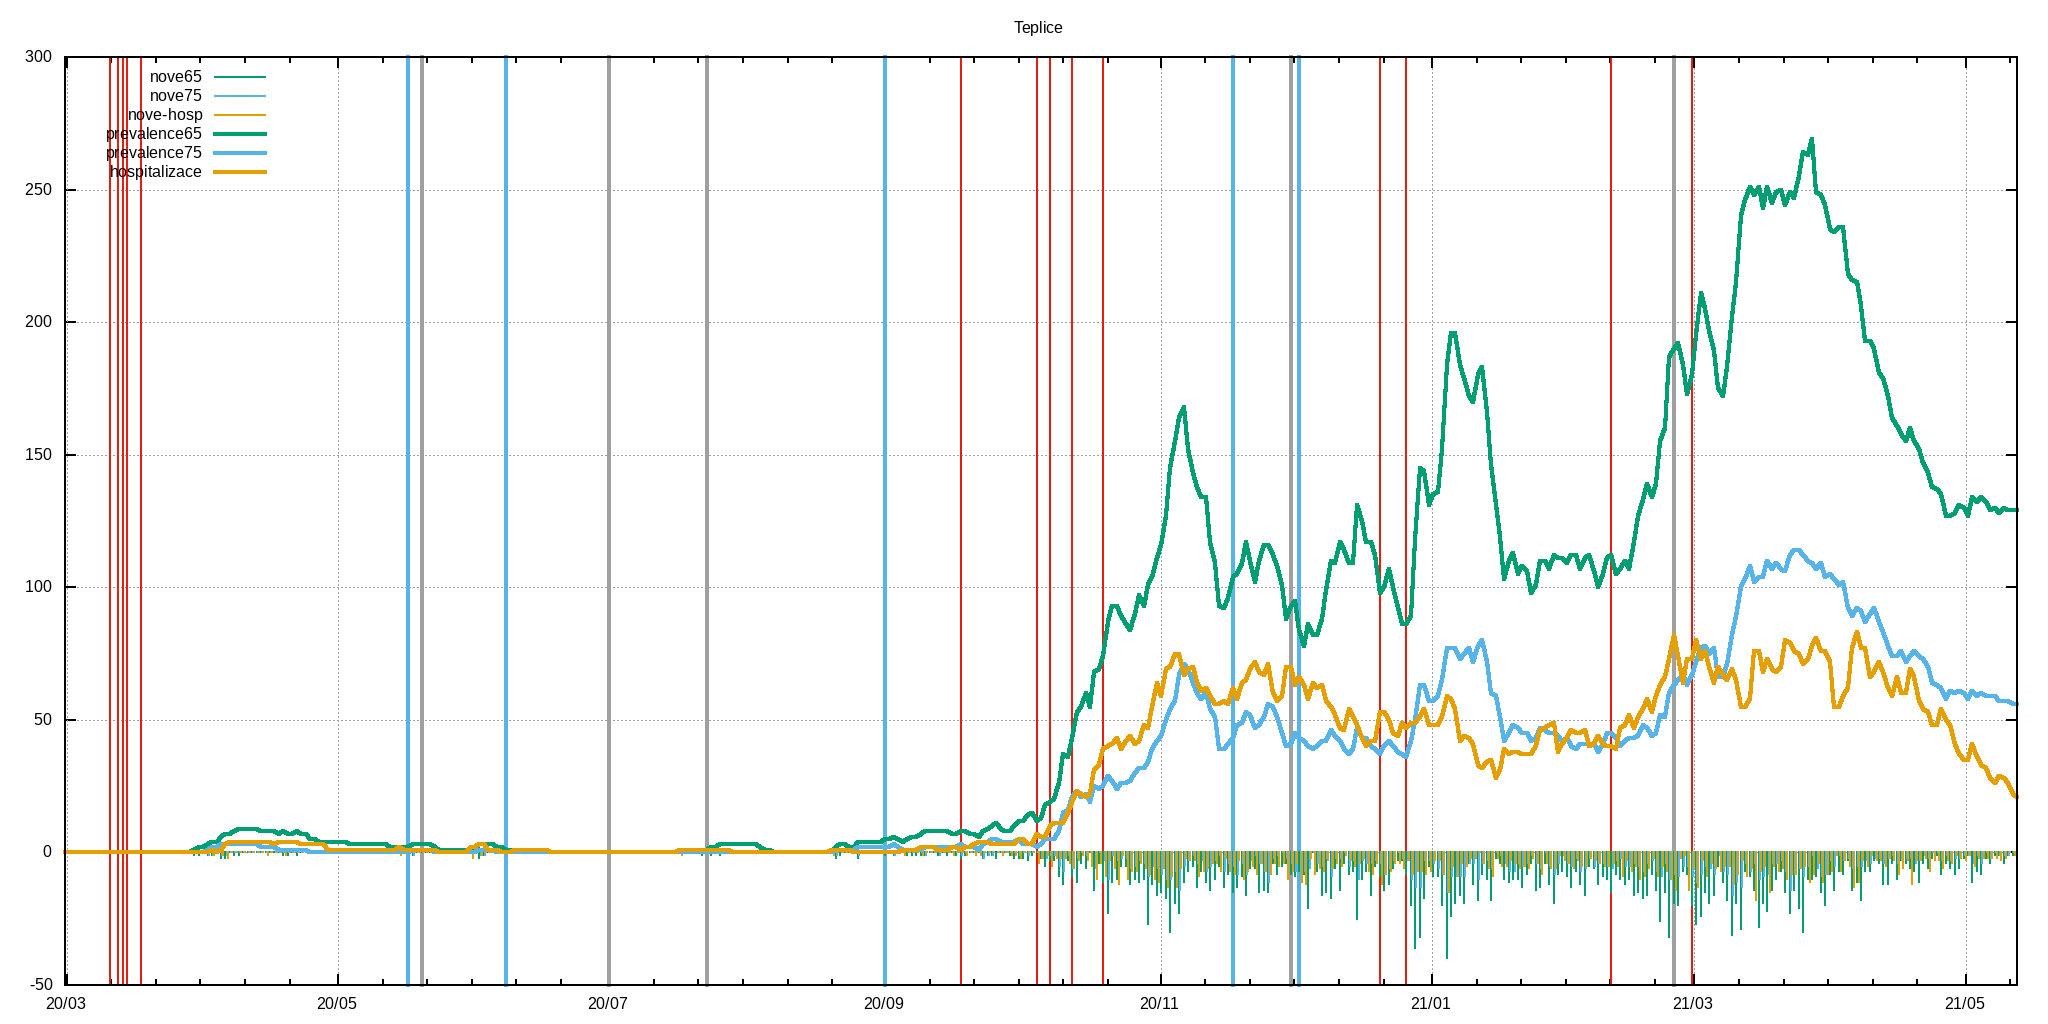 Teplice
300
250
200
150
100
50
0
-50
nove65
nove75
nove-hosp
prevalence65
prevalence75
hospitalizace
20/03 20/05 20/07 20/09 20/11 21/01 21/03 21/05